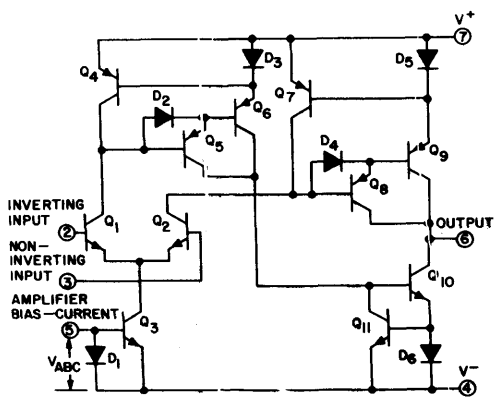 V+
7
Q4
D3
D5
Q7
D2
Q6
Q5
D4
Q9
Q8
INVERTING
INPUT
2
Q1
Q2
OUTPUT
6
NON-
INVERTING
INPUT
3
Q10
AMPLIFIER
BIAS-CURRENT
5
Q3
Q11
VABC
D1
D6
V-
4